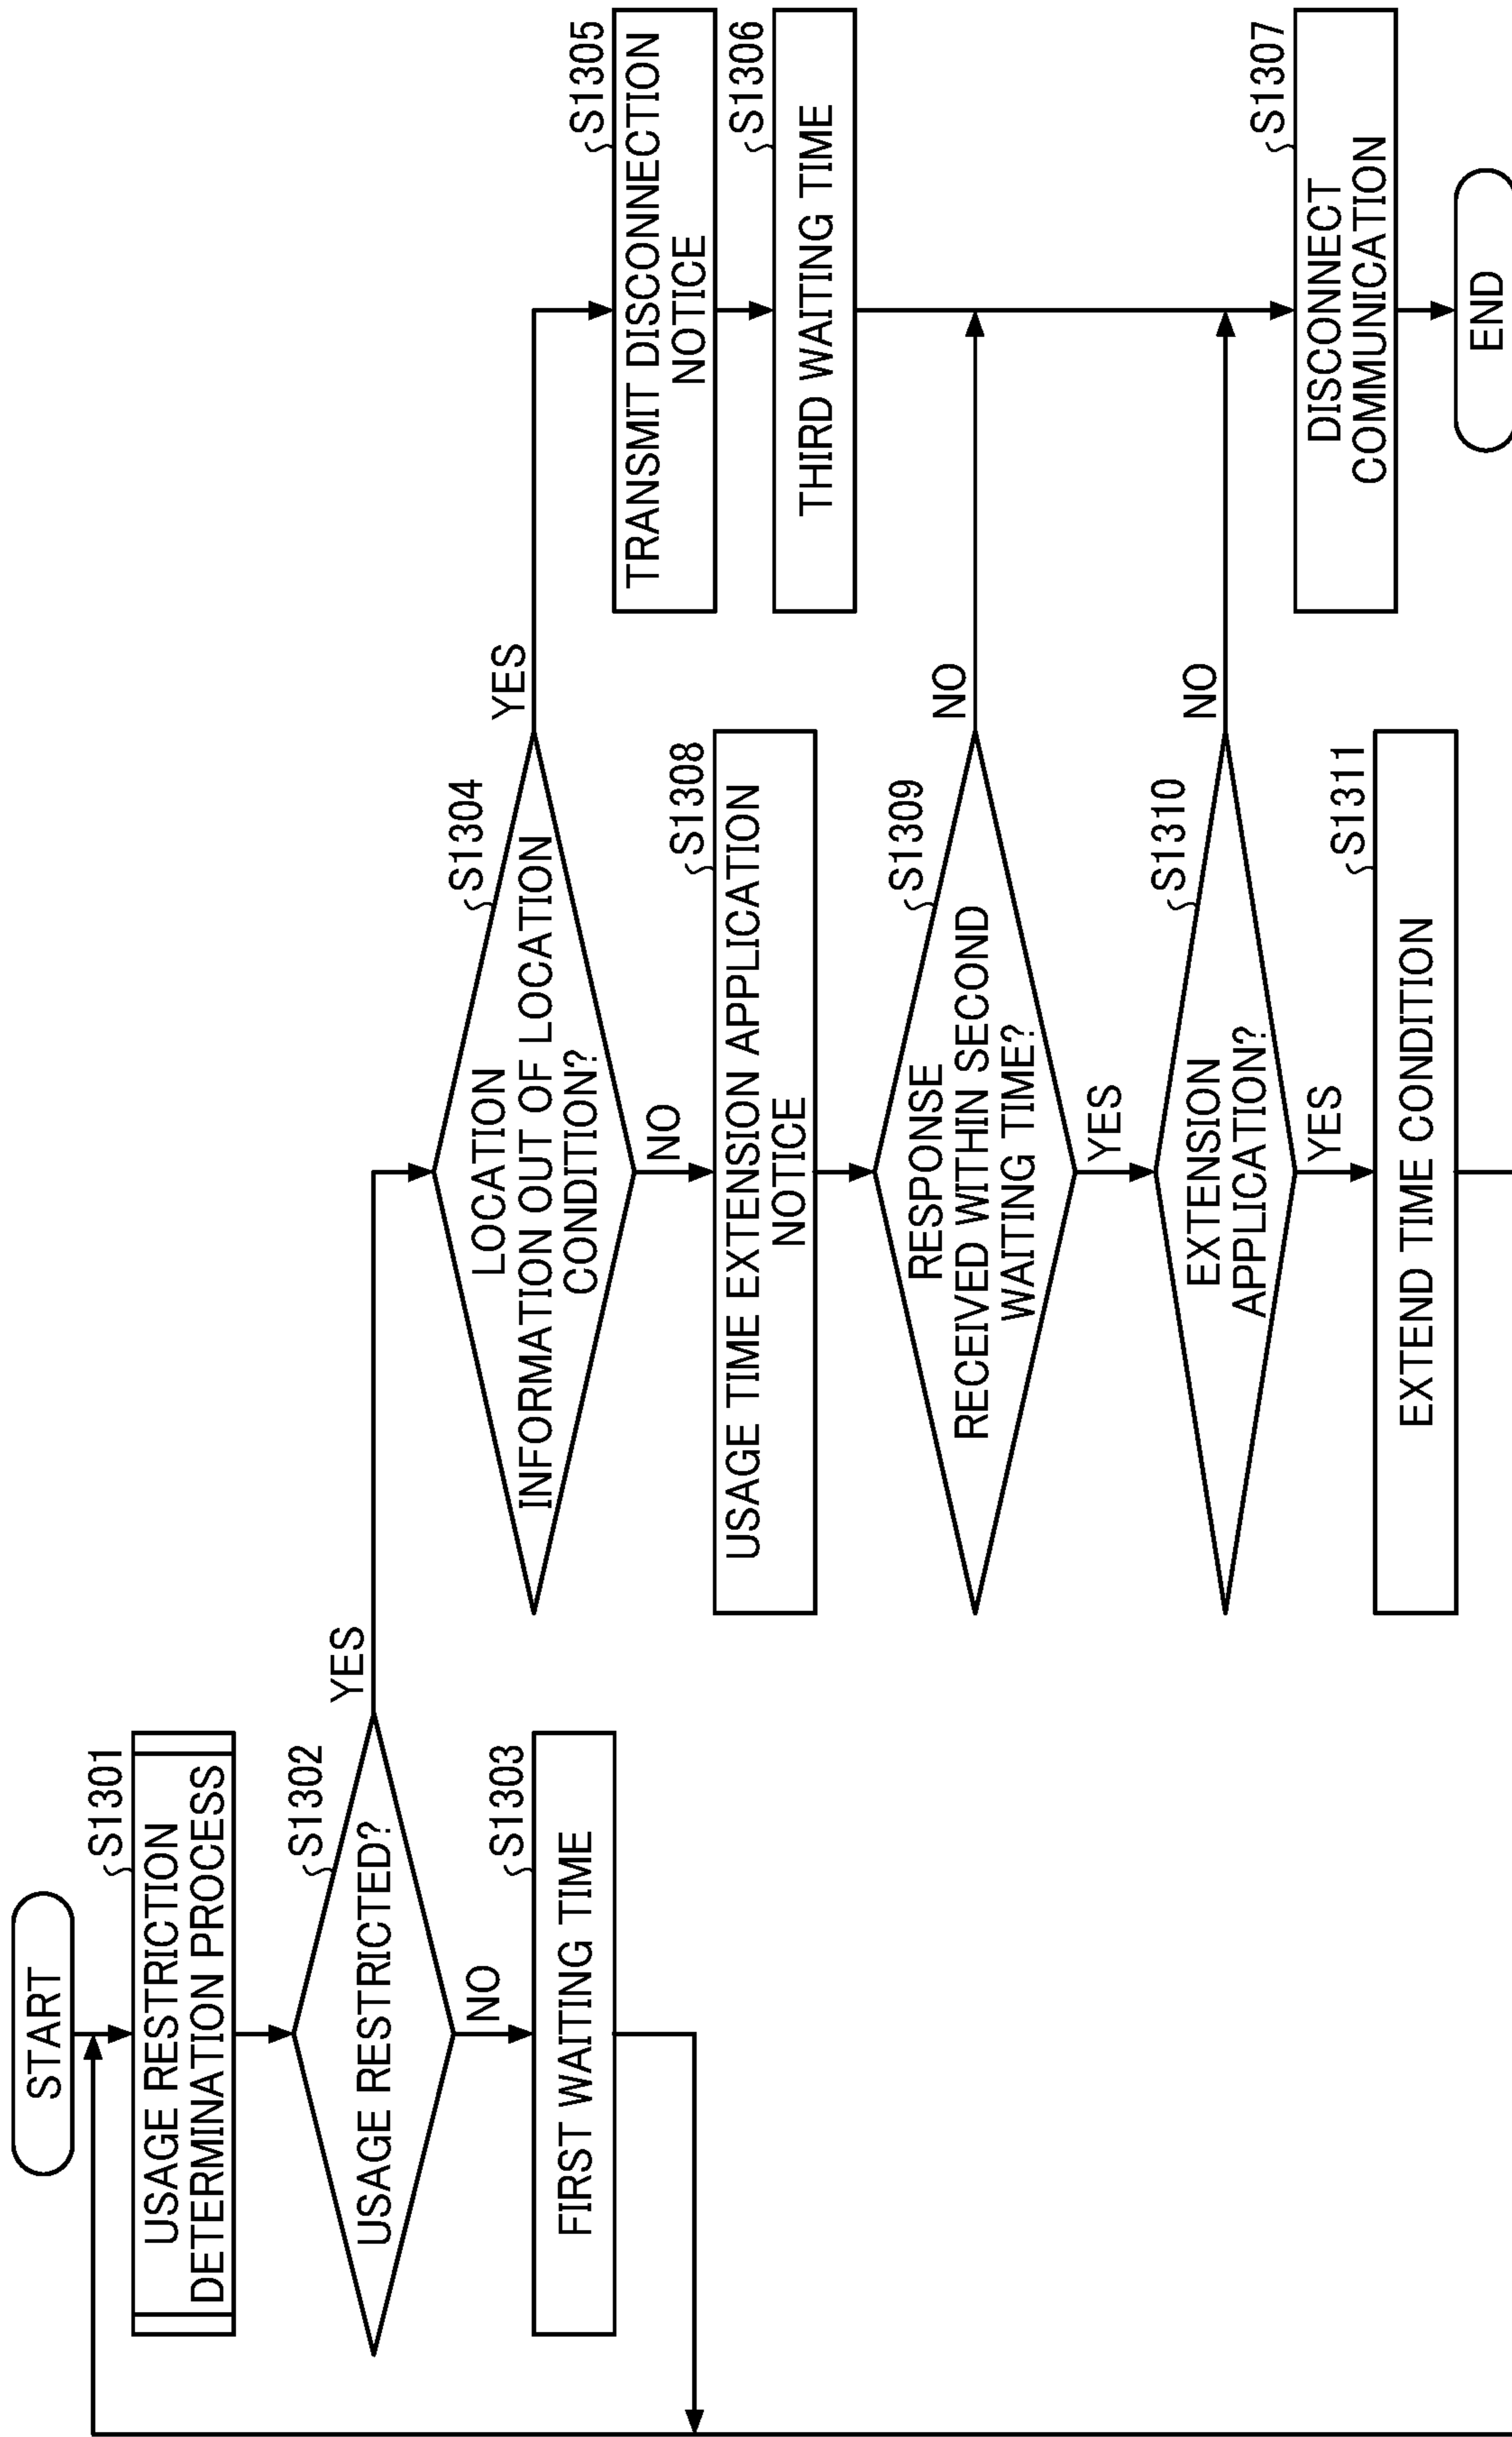 START
S1301
USAGE RESTRICTION
DETERMINATION PROCESS
S1302
USAGE RESTRICTED?
YES
NO
S1303
FIRST WAITING TIME
S1304
LOCATION
INFORMATION OUT OF LOCATION
CONDITION?
YES
NO
S1305
TRANSMIT DISCONNECTION
NOTICE
S1306
THIRD WAITING TIME
S1307
DISCONNECT
COMMUNICATION
END
S1308
USAGE TIME EXTENSION APPLICATION
NOTICE
S1309
RESPONSE
RECEIVED WITHIN SECOND
WAITING TIME?
NO
YES
S1310
EXTENSION
APPLICATION?
NO
YES
S1311
EXTEND TIME CONDITION